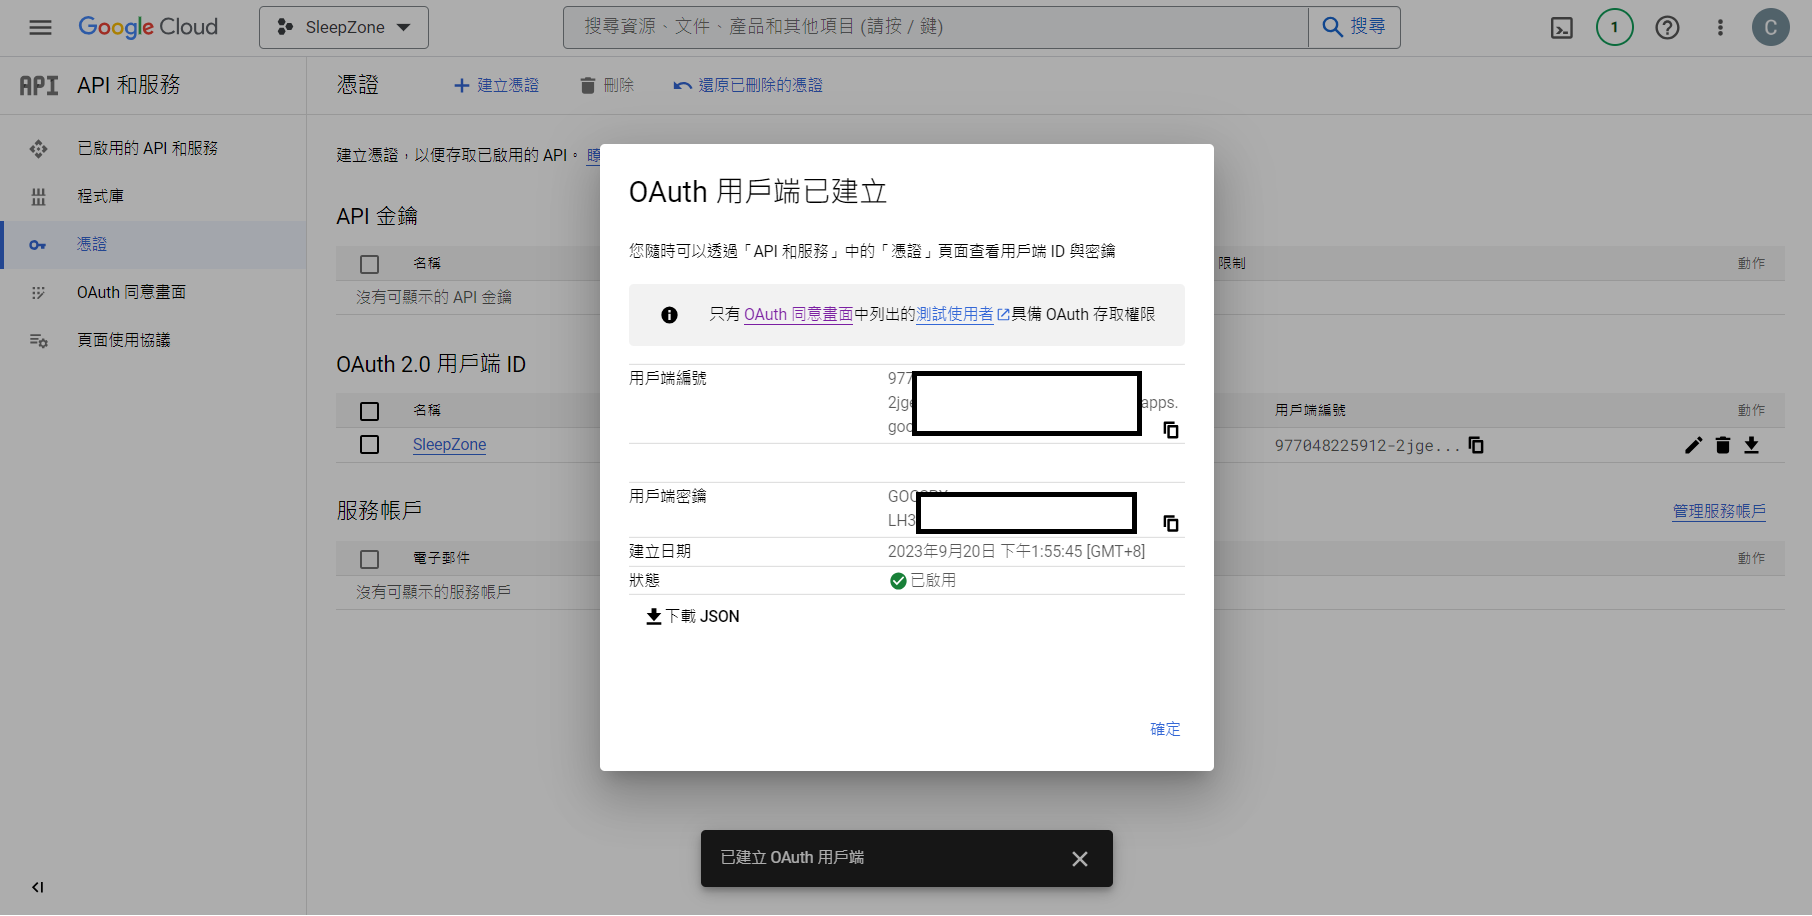 Google Cloud
SleepZone
搜尋資源、文件、產品和其他項目 (請按 / 鍵)
搜尋
1
C
API
API 和服務
憑證
建立憑證
刪除
還原已刪除的憑證
已啟用的 API 和服務
程式庫
憑證
OAuth 同意畫面
頁面使用協議
建立憑證，以便存取已啟用的 API。 瞭
API 金鑰
名稱
限制
動作
沒有可顯示的 API 金鑰
OAuth 2.0 用戶端 ID
名稱
用戶端編號
動作
SleepZone
977048225912-2jge...
服務帳戶
管理服務帳戶
電子郵件
動作
沒有可顯示的服務帳戶
OAuth 用戶端已建立
您隨時可以透過「API 和服務」中的「憑證」頁面查看用戶端 ID 與密鑰
只有 OAuth 同意畫面中列出的測試使用者具備 OAuth 存取權限
用戶端編號
977
2jge
apps.
goo
用戶端密鑰
LH3
建立日期
2023年9月20日 下午1:55:45 [GMT+8]
狀態
已啟用
下載 JSON
確定
已建立 OAuth 用戶端